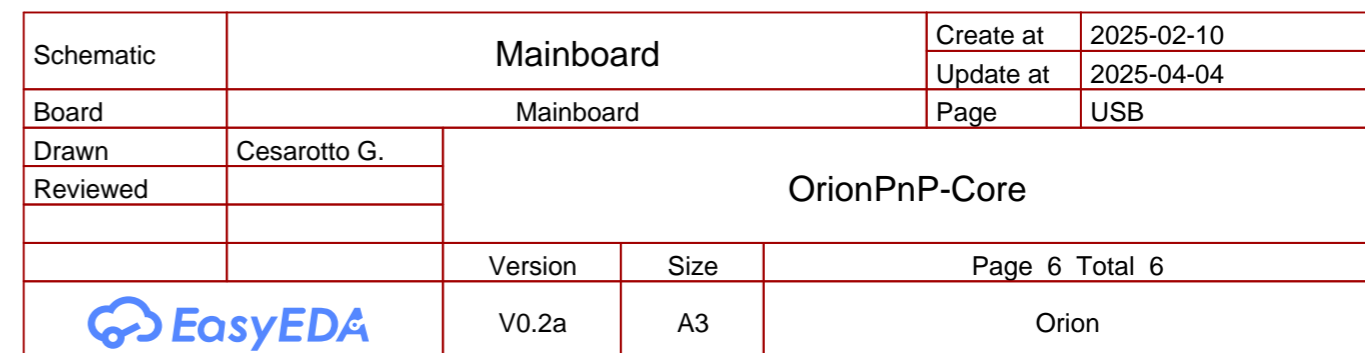 Schematic Mainboard Create at 2025-02-10
Update at 2025-04-04
Board Mainboard Page USB
Drawn Cesarotto G.
Reviewed OrionPnP-Core
Version Size Page 6 Total 6
EasyEDA V0.2a A3 Orion